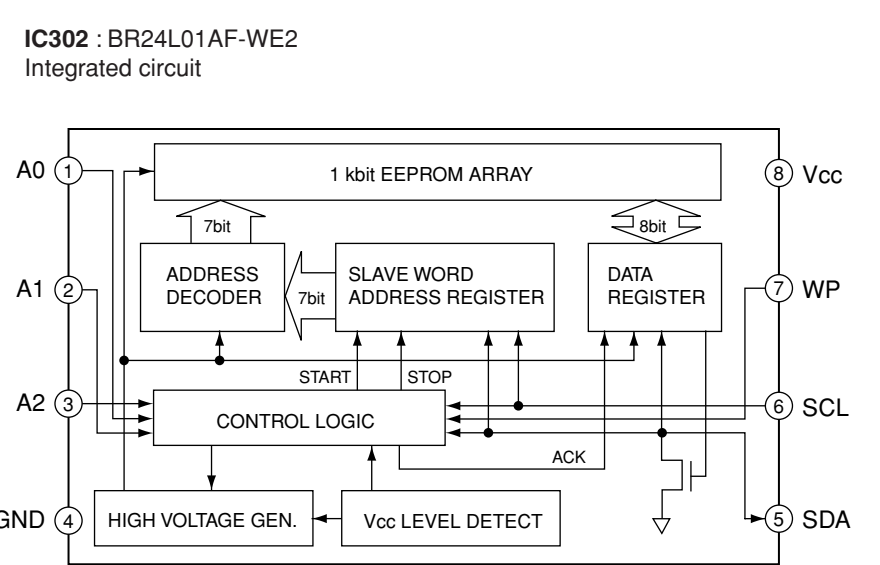 IC302 : BR24L01AF-WE2
Integrated circuit
A0 1
1 kbit EEPROM ARRAY
8 Vcc
7bit
8bit
A1 2
ADDRESS
DECODER
7bit
SLAVE WORD
ADDRESS REGISTER
DATA
REGISTER
7 WP
START
STOP
A2 3
CONTROL LOGIC
6 SCL
ACK
GND 4
HIGH VOLTAGE GEN.
Vcc LEVEL DETECT
5 SDA